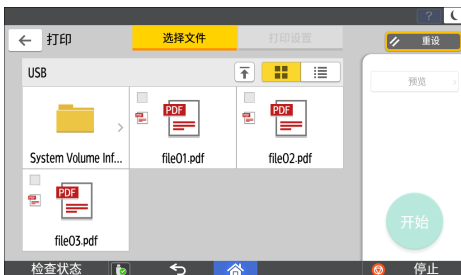 ?
打印
选择文件
打印设置
重设
USB
预览
PDF
PDF
System Volume Inf...
file01.pdf
file02.pdf
PDF
开始
file03.pdf
检查状态
停止